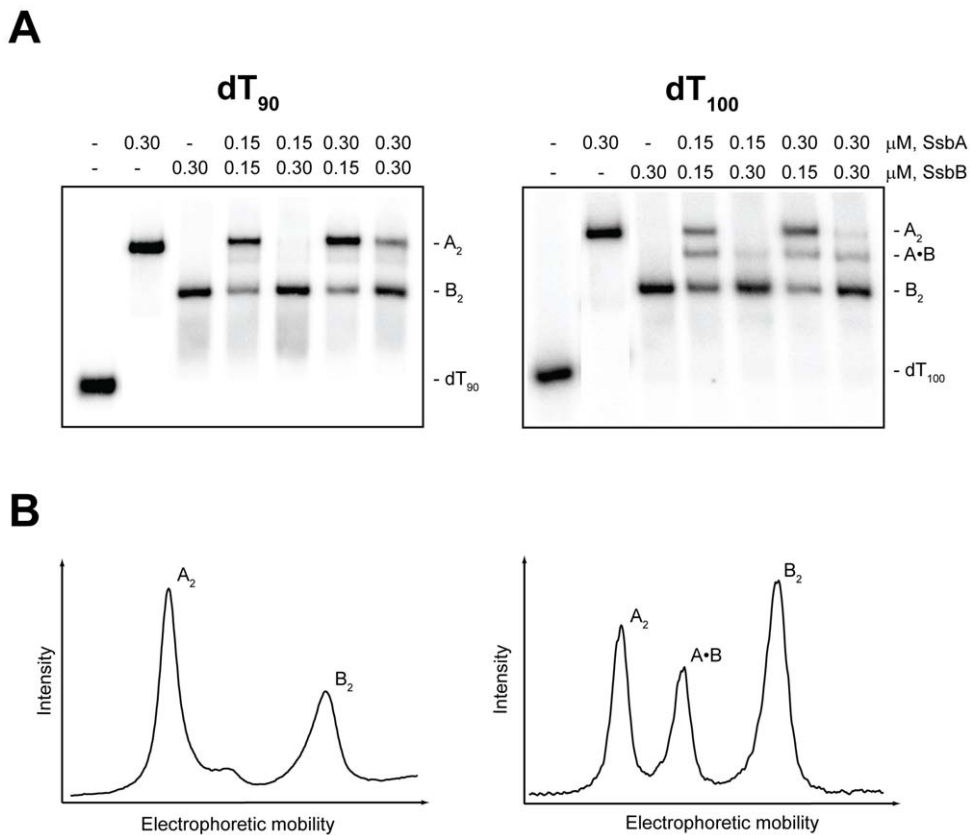 A
dT90
- 0.30 - 0.15 0.15 0.30 0.30
- - 0.30 0.15 0.30 0.15 0.30
- A2
- B2
- dT90
dT100
- 0.30 - 0.15 0.15 0.30 0.30 μM, SsbA
- - 0.30 0.15 0.30 0.15 0.30 μM, SsbB
- A2
- A•B
- B2
- dT100
B
A2
B2
Intensity
Electrophoretic mobility
A2
A•B
B2
Intensity
Electrophoretic mobility